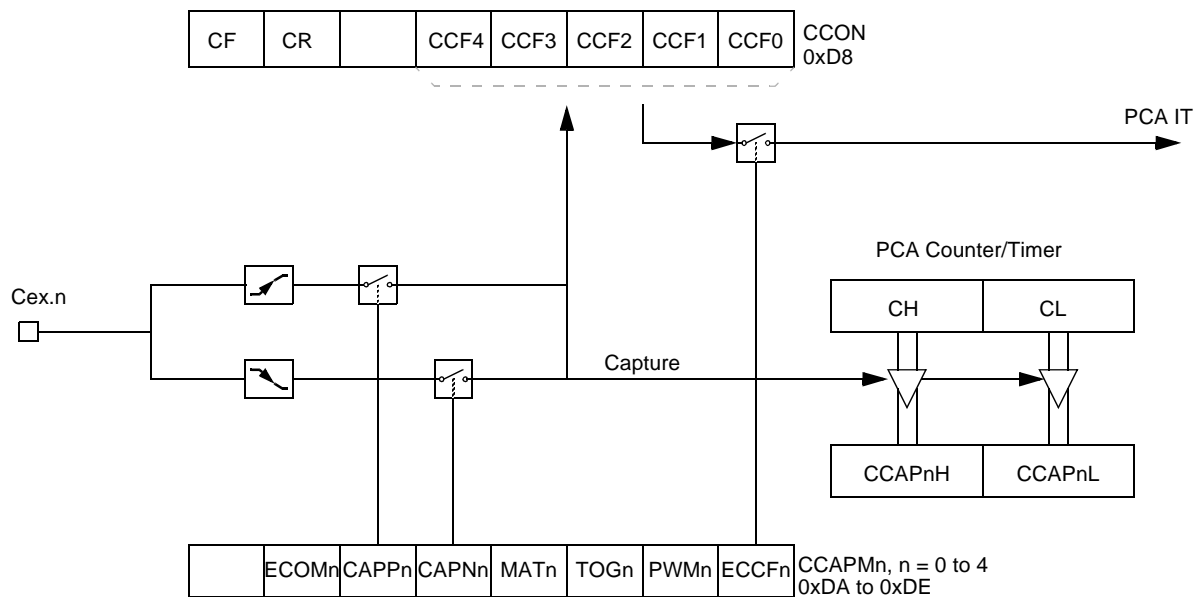 CF CR CCF4 CCF3 CCF2 CCF1 CCF0
CCON
0xD8
PCA IT
PCA Counter/Timer
Cex.n
CH CL
Capture
CCAPnH CCAPnL
ECOMn CAPPn CAPNn MATn TOGn PWMn ECCFn
CCAPMn, n = 0 to 4
0xDA to 0xDE